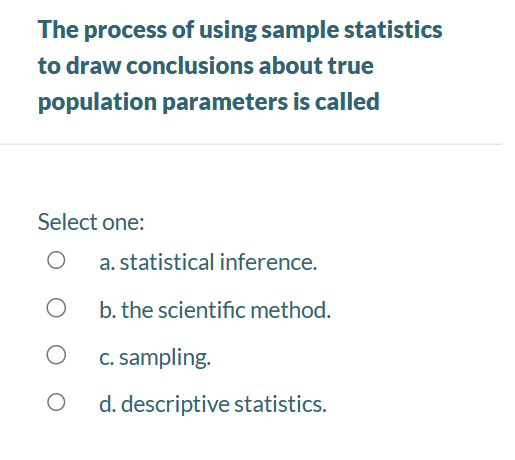 The process of using sample statistics
to draw conclusions about true
population parameters is called
Select one:
a. statistical inference.
b. the scientific method.
c. sampling.
d. descriptive statistics.